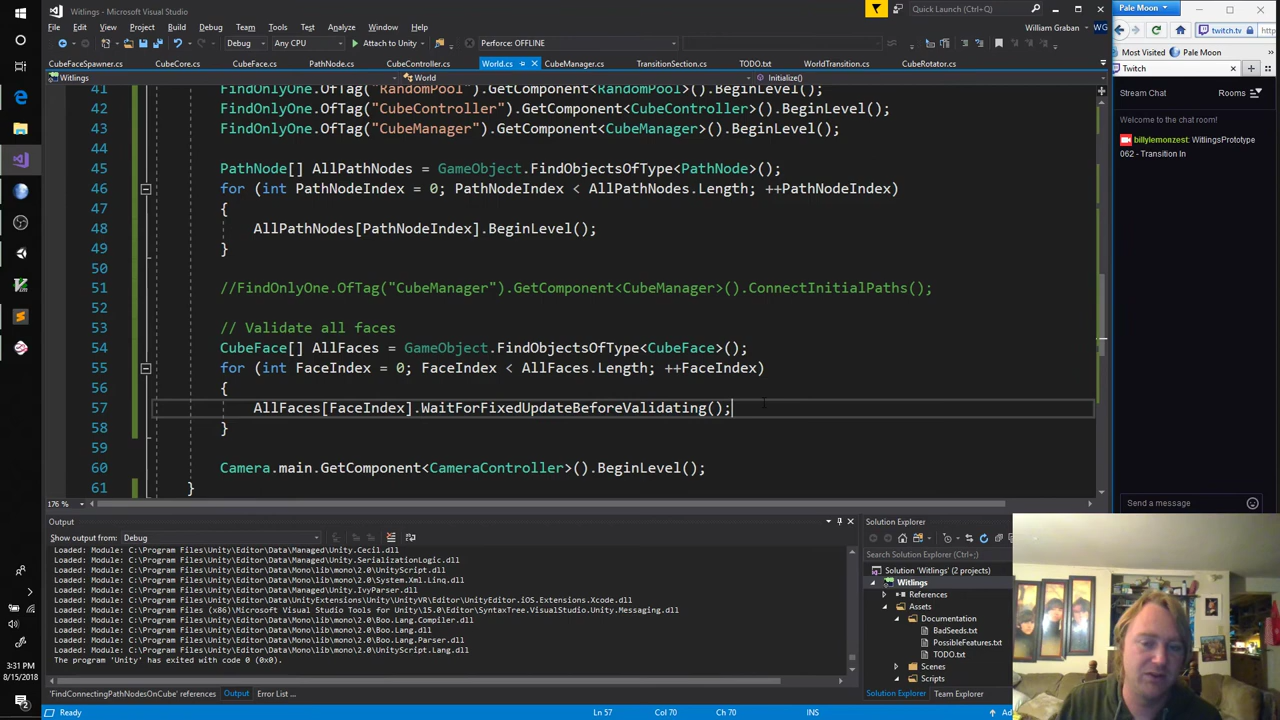 Witlings - Microsoft Visual Studio
Quick Launch (Ctrl+Q)
File Edit View Project Build Debug Team Tools Test Analyze Window Help
William Graban WG
Debug Any CPU Attach to Unity Perforce: OFFLINE
CubeFaceSpawner.cs CubeCore.cs CubeFace.cs PathNode.cs CubeController.cs World.cs CubeManager.cs TransitionSection.cs TODO.txt WorldTransition.cs CubeRotator.cs
Witlings World Initialize()
41 FindOnlyOne.OfTag("RandomPool").GetComponent<RandomPool>().BeginLevel();
42 FindOnlyOne.OfTag("CubeController").GetComponent<CubeController>().BeginLevel();
43 FindOnlyOne.OfTag("CubeManager").GetComponent<CubeManager>().BeginLevel();
44
45 PathNode[] AllPathNodes = GameObject.FindObjectsOfType<PathNode>();
46 for (int PathNodeIndex = 0; PathNodeIndex < AllPathNodes.Length; ++PathNodeIndex)
47 {
48 AllPathNodes[PathNodeIndex].BeginLevel();
49 }
50
51 //FindOnlyOne.OfTag("CubeManager").GetComponent<CubeManager>().ConnectInitialPaths();
52
53 // Validate all faces
54 CubeFace[] AllFaces = GameObject.FindObjectsOfType<CubeFace>();
55 for (int FaceIndex = 0; FaceIndex < AllFaces.Length; ++FaceIndex)
56 {
57 AllFaces[FaceIndex].WaitForFixedUpdateBeforeValidating();
58 }
59
60 Camera.main.GetComponent<CameraController>().BeginLevel();
61 }
176 %
Output
Show output from: Debug
Loaded: Module: C:\Program Files\Unity\Editor\Data\Managed\Unity.Cecil.dll
Loaded: Module: C:\Program Files\Unity\Editor\Data\Managed\Unity.SerializationLogic.dll
Loaded: Module: C:\Program Files\Unity\Editor\Data\Mono\lib\mono\2.0\UnityScript.dll
Loaded: Module: C:\Program Files\Unity\Editor\Data\Mono\lib\mono\2.0\System.Xml.Linq.dll
Loaded: Module: C:\Program Files\Unity\Editor\Data\Managed\Unity.IvyParser.dll
Loaded: Module: C:\Program Files\Unity\Editor\Data\UnityExtensions\Unity\UnityVR\Editor\UnityEditor.iOS.Extensions.Xcode.dll
Loaded: Module: C:\Program Files (x86)\Microsoft Visual Studio Tools for Unity\15.0\Editor\SyntaxTree.VisualStudio.Unity.Messaging.dll
Loaded: Module: C:\Program Files\Unity\Editor\Data\Mono\lib\mono\2.0\Boo.Lang.Compiler.dll
Loaded: Module: C:\Program Files\Unity\Editor\Data\Mono\lib\mono\2.0\Boo.Lang.dll
Loaded: Module: C:\Program Files\Unity\Editor\Data\Mono\lib\mono\2.0\Boo.Lang.Parser.dll
Loaded: Module: C:\Program Files\Unity\Editor\Data\Mono\lib\mono\2.0\UnityScript.Lang.dll
The program 'Unity' has exited with code 0 (0x0).
'FindConnectingPathNodesOnCube' references Output Error List ...
Solution Explorer
Search Solution Explorer (Ctrl+;)
Solution 'Witlings' (2 projects)
Witlings
References
Assets
Documentation
BadSeeds.txt
PossibleFeatures.txt
TODO.txt
Scenes
Scripts
Solution Explorer Team Explorer
Ready Ln 57 Col 70 Ch 70 INS
3:31 PM
8/15/2018
2
Pale Moon
twitch.tv
Most Visited Pale Moon
Twitch
Stream Chat Rooms
Welcome to the chat room!
billylemonzest: WitlingsPrototype
062 - Transition In
Send a message